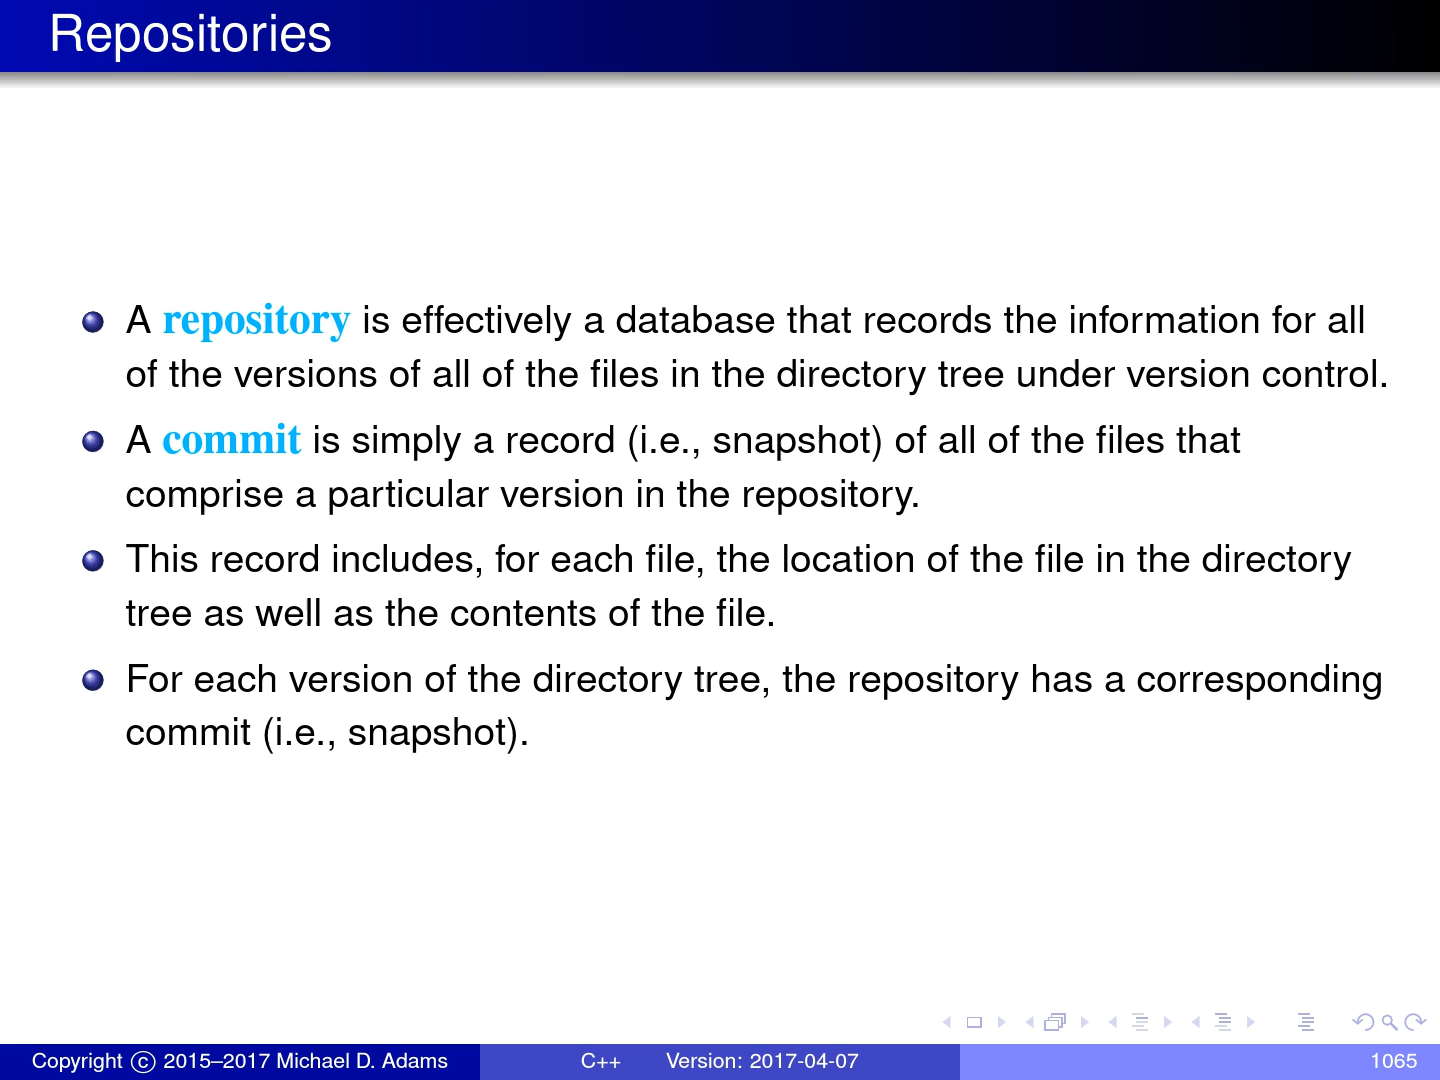 Repositories
A repository is effectively a database that records the information for all
of the versions of all of the files in the directory tree under version control.
A commit is simply a record (i.e., snapshot) of all of the files that
comprise a particular version in the repository.
This record includes, for each file, the location of the file in the directory
tree as well as the contents of the file.
For each version of the directory tree, the repository has a corresponding
commit (i.e., snapshot).
Copyright © 2015–2017 Michael D. Adams C++ Version: 2017-04-07 1065